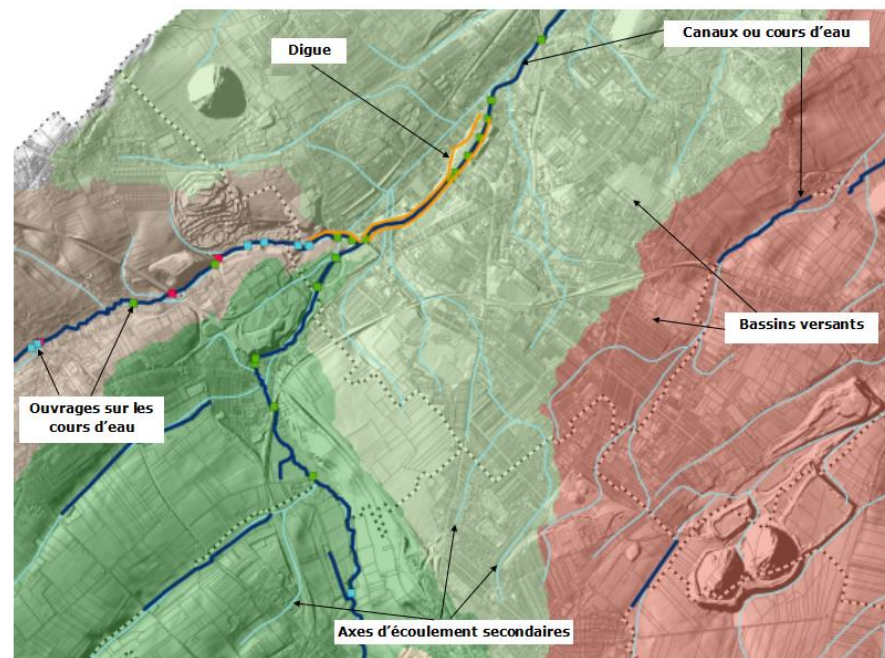 Canaux ou cours d'eau
Digue
Bassins versants
Ouvrages sur les
cours d'eau
Axes d'écoulement secondaires